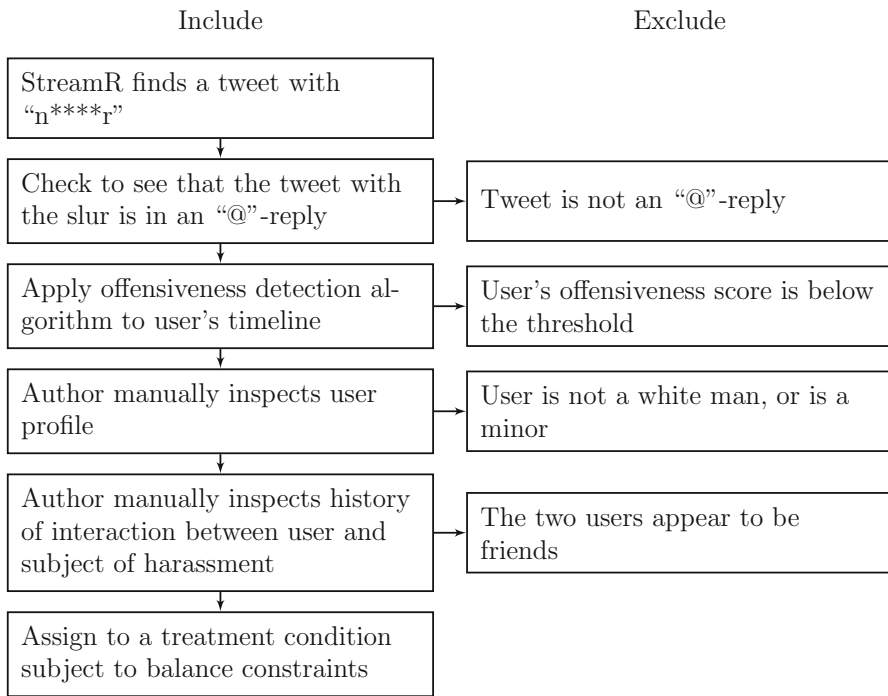 Include
Exclude
StreamR finds a tweet with
“n****r”
Check to see that the tweet with
the slur is in an “@”-reply
Tweet is not an “@”-reply
Apply offensiveness detection al-
gorithm to user’s timeline
User’s offensiveness score is below
the threshold
Author manually inspects user
profile
User is not a white man, or is a
minor
Author manually inspects history
of interaction between user and
subject of harassment
The two users appear to be
friends
Assign to a treatment condition
subject to balance constraints